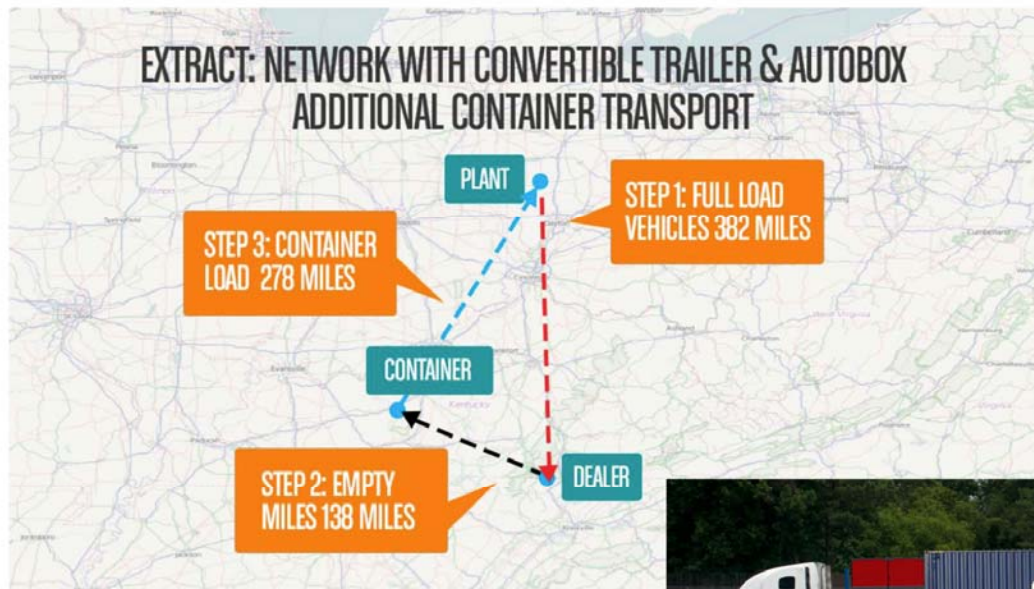 EXTRACT: NETWORK WITH CONVERTIBLE TRAILER & AUTOBOX
ADDITIONAL CONTAINER TRANSPORT
PLANT
STEP 1: FULL LOAD
VEHICLES 382 MILES
STEP 3: CONTAINER
LOAD 278 MILES
CONTAINER
Kentucky
STEP 2: EMPTY
MILES 138 MILES
DEALER